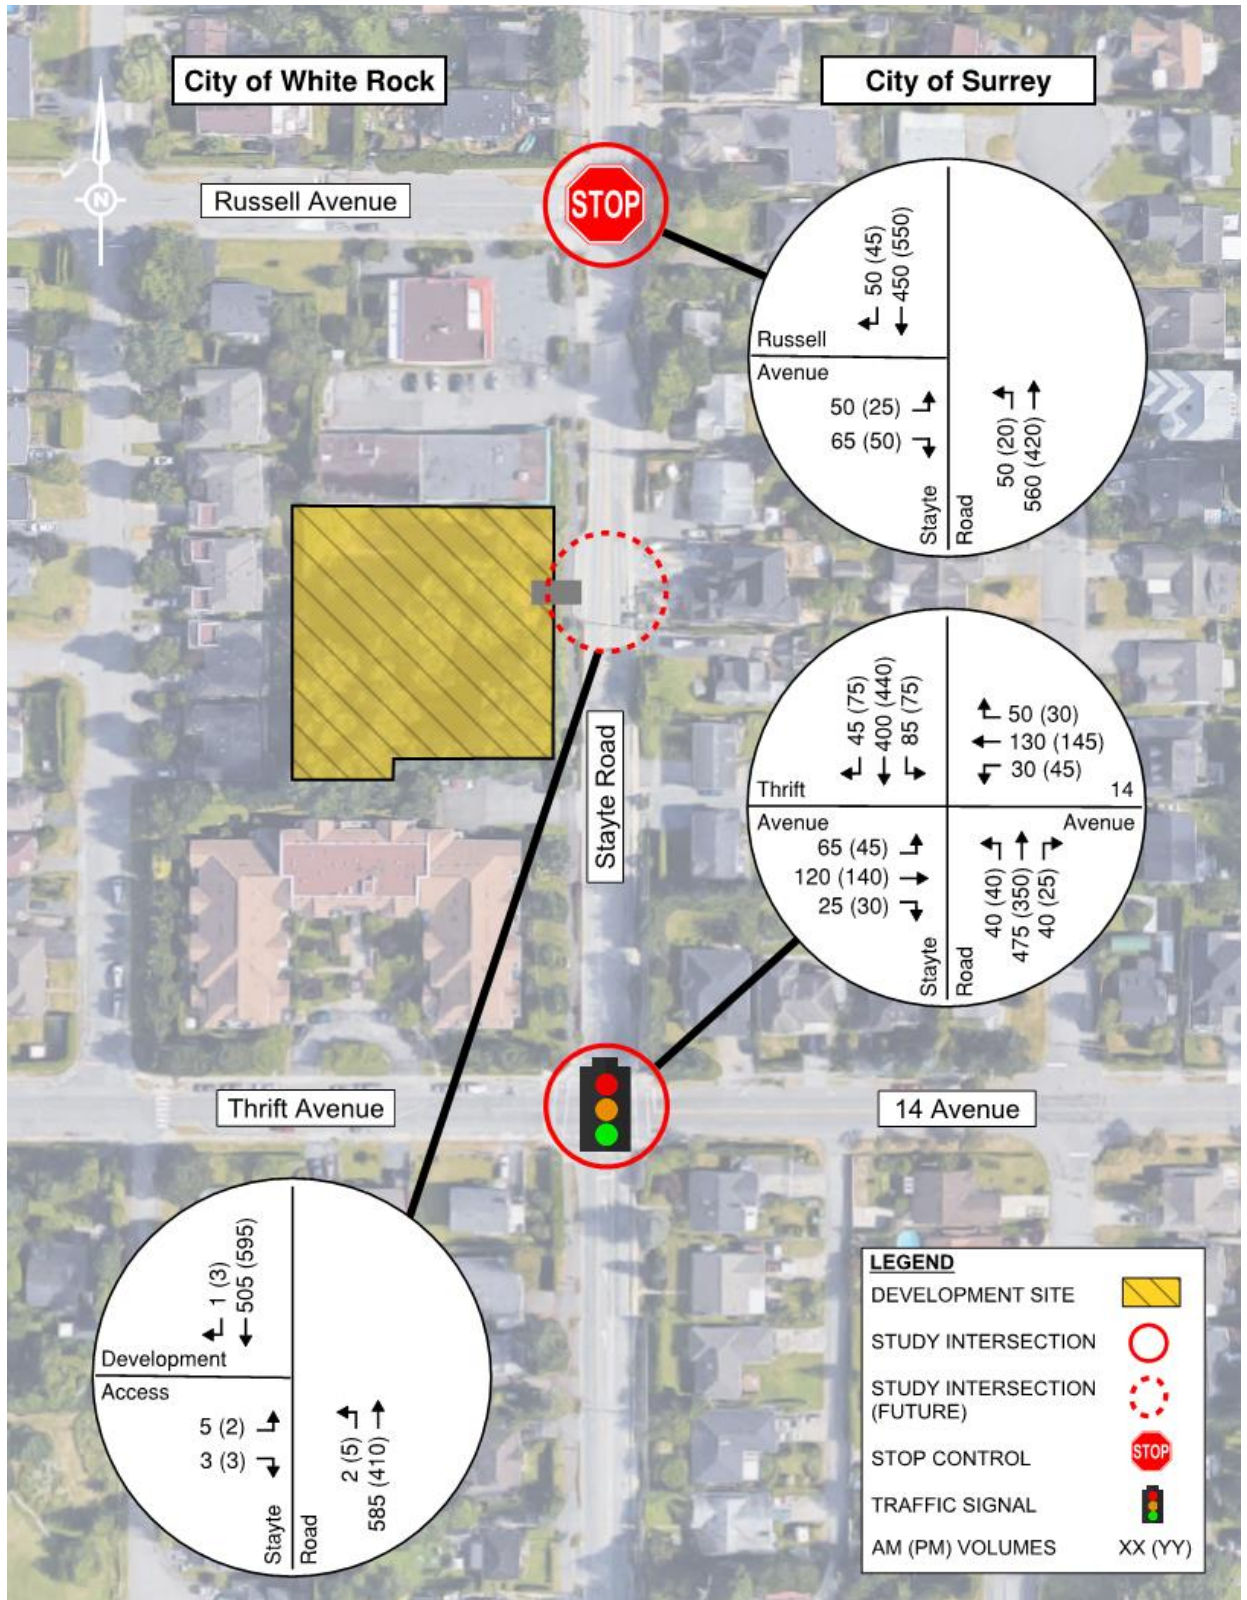 City of White Rock
City of Surrey
N
Russell Avenue
STOP
50 (45)
450 (550)
Russell
Avenue
50 (25)
65 (50)
Stayte
Road
50 (20)
560 (420)
Stayte Road
45 (75)
400 (440)
85 (75)
50 (30)
130 (145)
30 (45)
Thrift
14
Avenue
Avenue
65 (45)
120 (140)
25 (30)
Stayte
Road
40 (40)
475 (350)
40 (25)
Thrift Avenue
14 Avenue
1 (3)
505 (595)
Development
Access
5 (2)
3 (3)
Stayte
Road
2 (5)
585 (410)
LEGEND
DEVELOPMENT SITE
STUDY INTERSECTION
STUDY INTERSECTION
(FUTURE)
STOP CONTROL
STOP
TRAFFIC SIGNAL
AM (PM) VOLUMES
XX (YY)